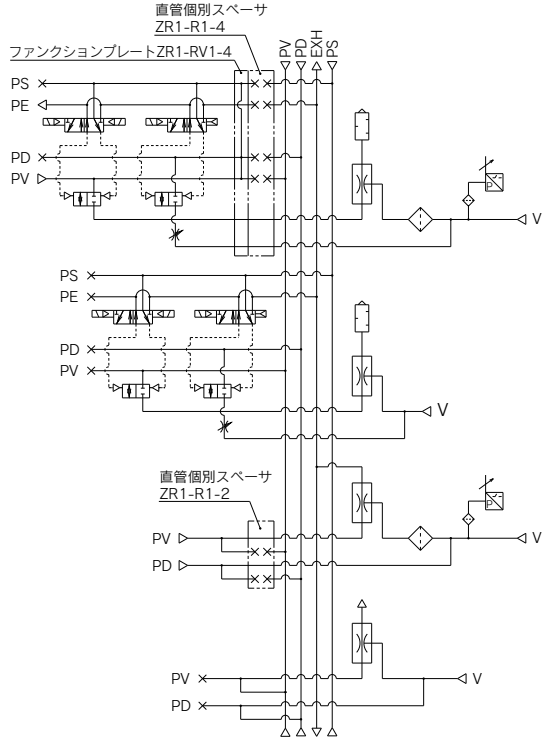 直管個別スペーサ
ZR1-R1-4
ファンクションプレートZR1-RV1-4
PV
PD
EXH
PS
PS
PE
PD
PV
P
V
PS
PE
PD
PV
V
直管個別スペーサ
ZR1-R1-2
P
PV
V
PD
PV
V
PD